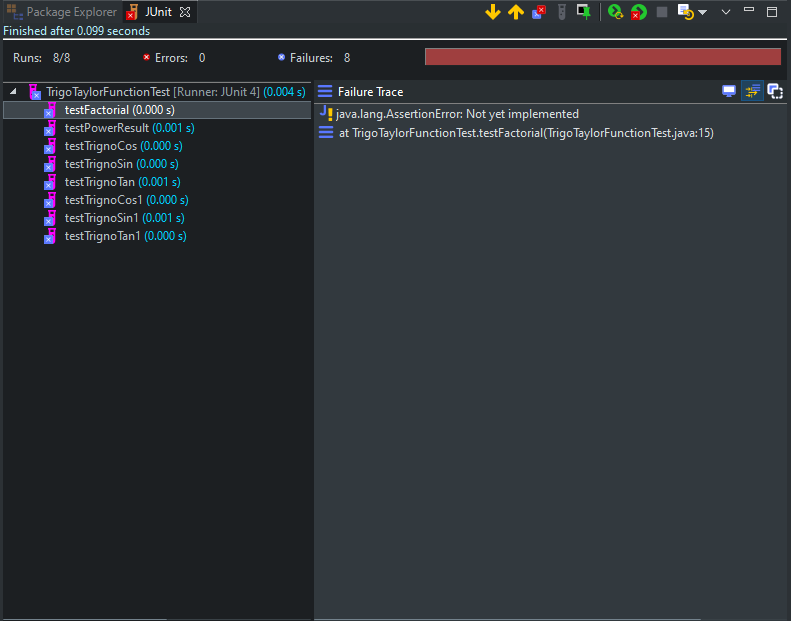 Package Explorer JUnit
Finished after 0.099 seconds
Runs: 8/8 Errors: 0 Failures: 8
TrigoTaylorFunctionTest [Runner: JUnit 4] (0.004 s)
testFactorial (0.000 s)
testPowerResult (0.001 s)
testTrignoCos (0.000 s)
testTrignoSin (0.000 s)
testTrignoTan (0.001 s)
testTrignoCos1 (0.000 s)
testTrignoSin1 (0.001 s)
testTrignoTan1 (0.000 s)
Failure Trace
java.lang.AssertionError: Not yet implemented
at TrigoTaylorFunctionTest.testFactorial(TrigoTaylorFunctionTest.java:15)